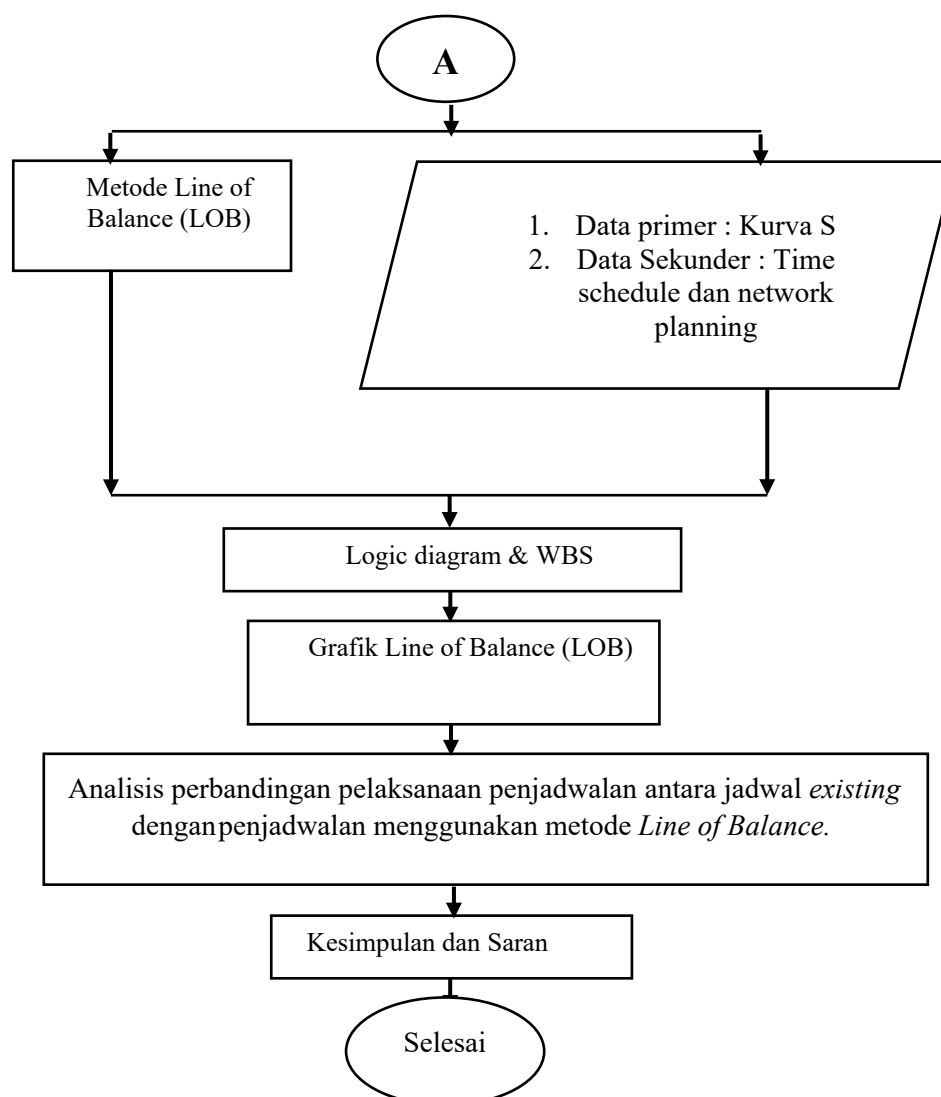 A
Metode Line of
Balance (LOB)
1. Data primer : Kurva S
2. Data Sekunder : Time
schedule dan network
planning
Logic diagram & WBS
Grafik Line of Balance (LOB)
Analisis perbandingan pelaksanaan penjadwalan antara jadwal existing
denganpenjadwalan menggunakan metode Line of Balance.
Kesimpulan dan Saran
Selesai